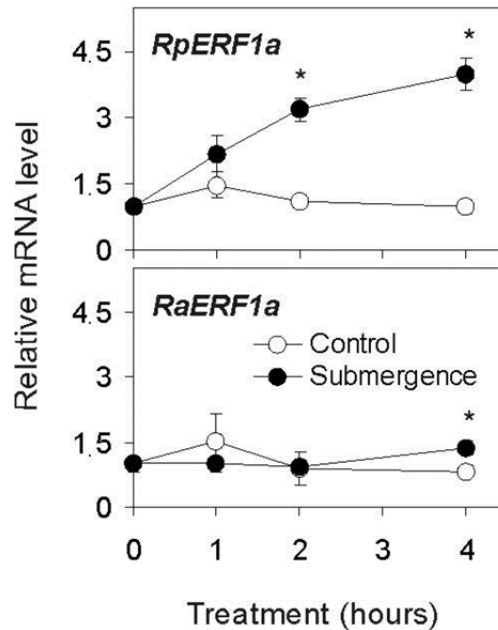 RpERF1a
*
*
4.5
3
1.5
0
Relative mRNA level
RaERF1a
Control
Submergence
*
4.5
3
1.5
0
0 1 2 3 4
Treatment (hours)